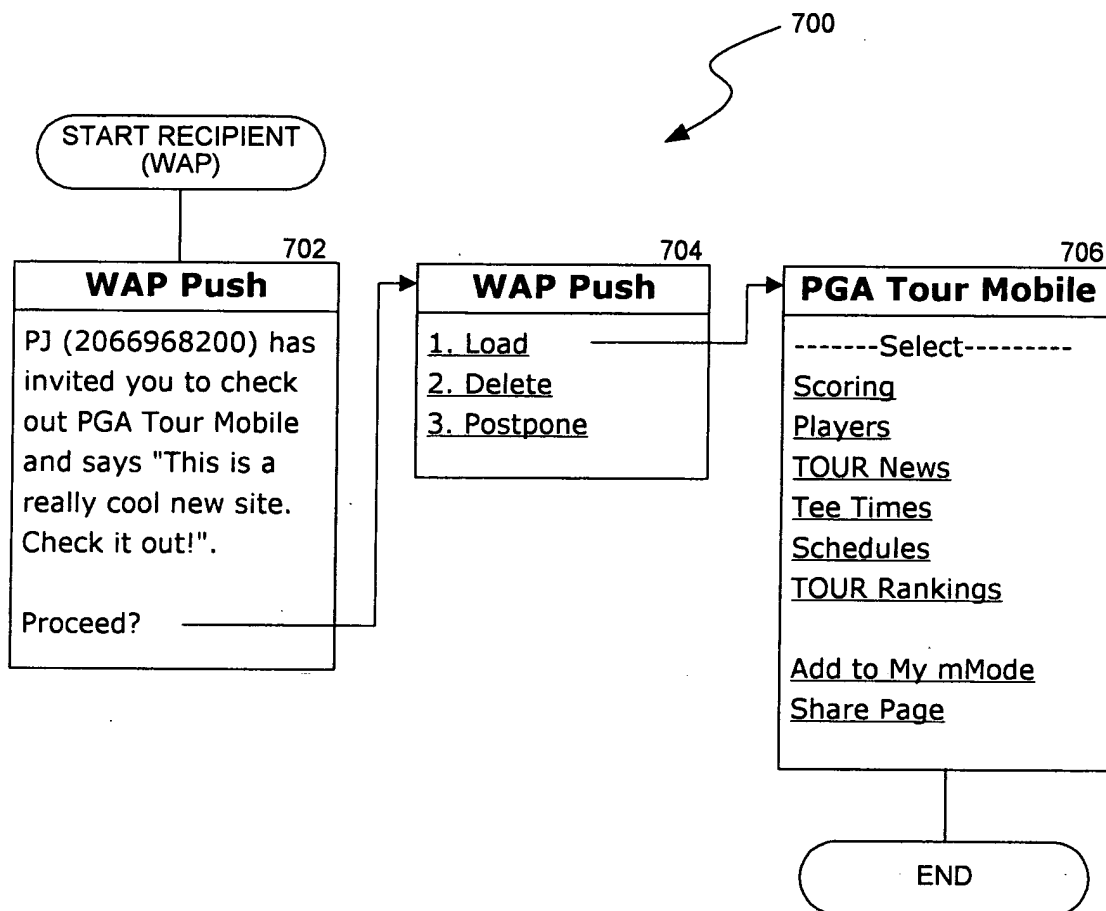 700
START RECIPIENT
(WAP)
702
WAP Push
PJ (2066968200) has
invited you to check
out PGA Tour Mobile
and says "This is a
really cool new site.
Check it out!".
Proceed?
704
WAP Push
1. Load
2. Delete
3. Postpone
706
PGA Tour Mobile
-------Select---------
Scoring
Players
TOUR News
Tee Times
Schedules
TOUR Rankings
Add to My mMode
Share Page
END